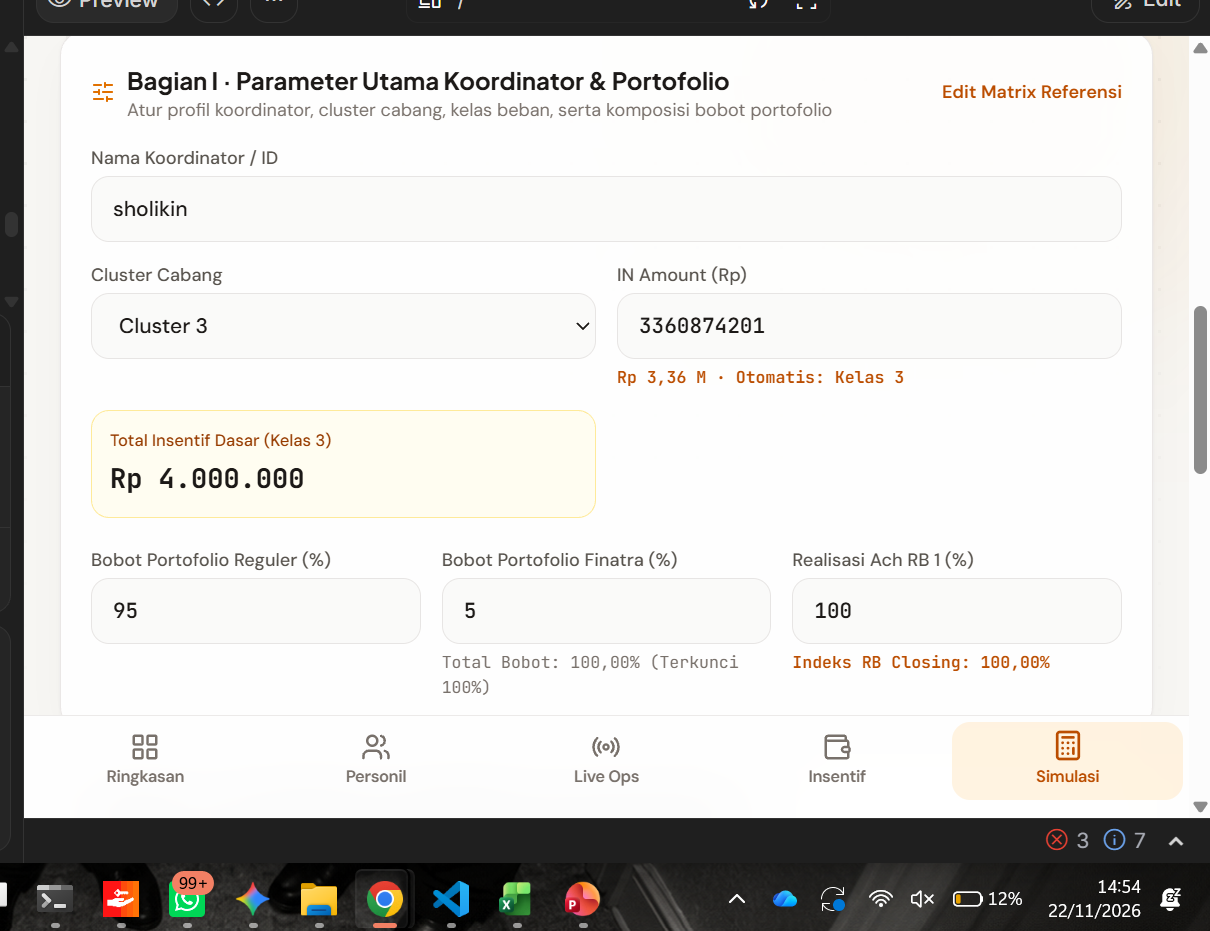 Preview
/
Edit
Bagian I · Parameter Utama Koordinator & Portofolio
Atur profil koordinator, cluster cabang, kelas beban, serta komposisi bobot portofolio
Edit Matrix Referensi
Nama Koordinator / ID
sholikin
Cluster Cabang
IN Amount (Rp)
Cluster 3
3360874201
Rp 3,36 M · Otomatis: Kelas 3
Total Insentif Dasar (Kelas 3)
Rp 4.000.000
Bobot Portofolio Reguler (%)
Bobot Portofolio Finatra (%)
Realisasi Ach RB 1 (%)
95
5
100
Total Bobot: 100,00% (Terkunci
100%)
Indeks RB Closing: 100,00%
Ringkasan
Personil
Live Ops
Insentif
Simulasi
3
7
99+
12%
14:54
22/11/2026